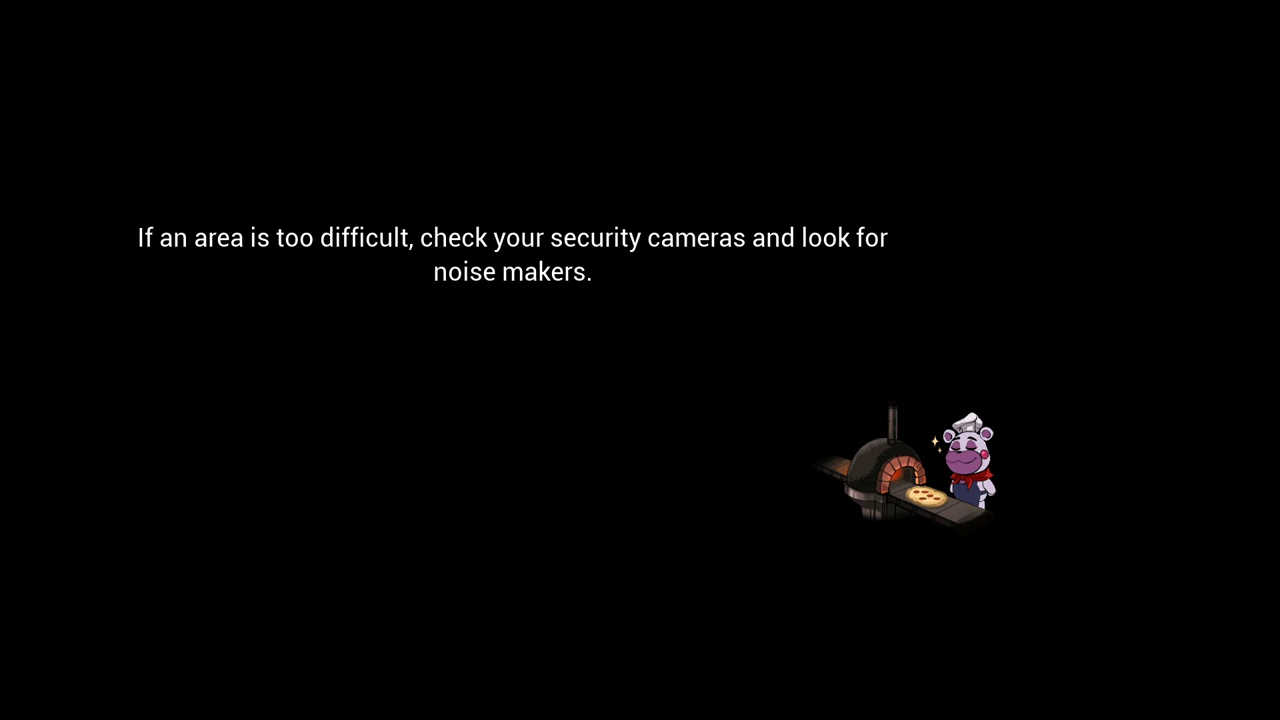 If an area is too difficult, check your security cameras and look for
noise makers.